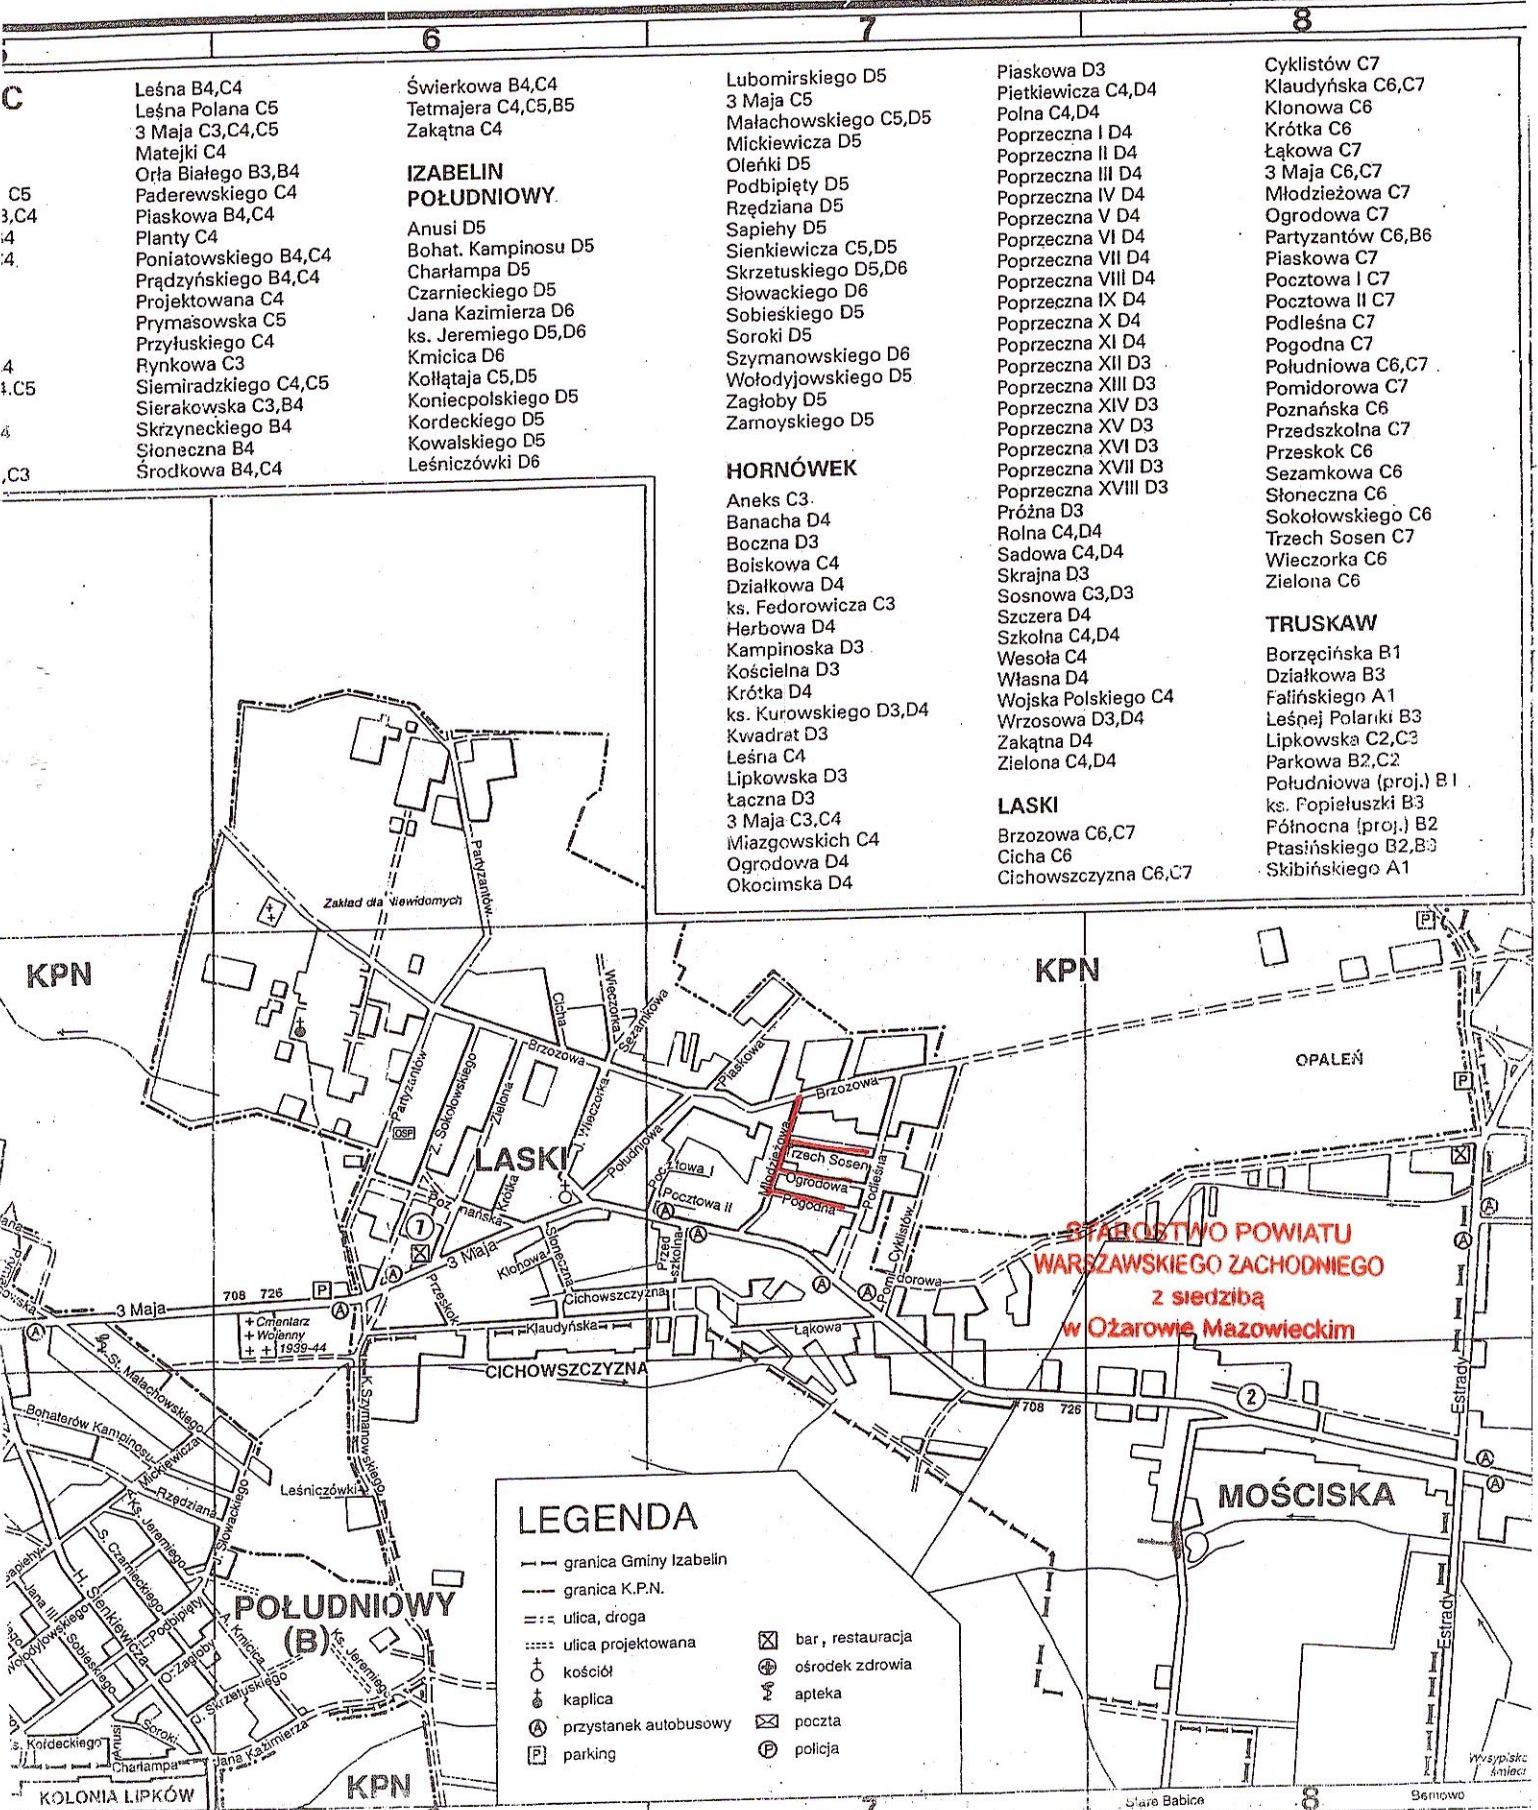 6
7
8
C
C5
C4
C5
C3
Leśna B4,C4
Leśna Polana C5
3 Maja C3,C4,C5
Matejki C4
Orła Białego B3,B4
Paderewskiego C4
Piaskowa B4,C4
Planty C4
Poniatowskiego B4,C4
Prądzyńskiego B4,C4
Projektowana C4
Prymasowska C5
Przyłuskiego C4
Rynkowa C3
Siemiradzkiego C4,C5
Sierakowska C3,B4
Skrzyneckiego B4
Słoneczna B4
Środkowa B4,C4
Świerkowa B4,C4
Tetmajera C4,C5,B5
Zakątna C4
IZABELIN
POŁUDNIOWY
Anusi D5
Bohat. Kampinosu D5
Charłampa D5
Czarnieckiego D5
Jana Kazimierza D6
ks. Jeremiego D5,D6
Kmicica D6
Kołłątaja C5,D5
Koniecpolskiego D5
Kordeckiego D5
Kowalskiego D5
Leśniczówki D6
Lubomirskiego D5
3 Maja C5
Małachowskiego C5,D5
Mickiewicza D5
Oleńki D5
Podbipięty D5
Rzędziana D5
Sapiehy D5
Sienkiewicza C5,D5
Skrzetuskiego D5,D6
Słowackiego D6
Sobieskiego D5
Soroki D5
Szymanowskiego D6
Wołodyjowskiego D5
Zagłoby D5
Zamoyskiego D5
HORNÓWEK
Aneks C3
Banacha D4
Boczna D3
Boiskowa C4
Działkowa D4
ks. Fedorowicza C3
Herbowa D4
Kampinoska D3
Kościelna D3
Krótka D4
ks. Kurowskiego D3,D4
Kwadrat D3
Leśna C4
Lipkowska D3
Łączna D3
3 Maja C3,C4
Miazgowskich C4
Ogrodowa D4
Okocimska D4
Piaskowa D3
Pietkiewicza C4,D4
Polna C4,D4
Poprzeczna I D4
Poprzeczna II D4
Poprzeczna III D4
Poprzeczna IV D4
Poprzeczna V D4
Poprzeczna VI D4
Poprzeczna VII D4
Poprzeczna VIII D4
Poprzeczna IX D4
Poprzeczna X D4
Poprzeczna XI D4
Poprzeczna XII D3
Poprzeczna XIII D3
Poprzeczna XIV D3
Poprzeczna XV D3
Poprzeczna XVI D3
Poprzeczna XVII D3
Poprzeczna XVIII D3
Próżna D3
Rolna C4,D4
Sadowa C4,D4
Skrajna D3
Sosnowa C3,D3
Szczera D4
Szkolna C4,D4
Wesoła C4
Własna D4
Wojska Polskiego C4
Wrzosowa D3,D4
Zakątna D4
Zielona C4,D4
LASKI
Brzozowa C6,C7
Cicha C6
Cichowszczyzna C6,C7
Cyklistów C7
Klaudyńska C6,C7
Klonowa C6
Krótka C6
Łąkowa C7
3 Maja C6,C7
Młodzieżowa C7
Ogrodowa C7
Partyzantów C6,B6
Piaskowa C7
Pocztowa I C7
Pocztowa II C7
Podleśna C7
Pogodna C7
Południowa C6,C7
Pomidorowa C7
Poznańska C6
Przedszkolna C7
Przeskok C6
Sezamkowa C6
Słoneczna C6
Sokołowskiego C6
Trzech Sosen C7
Wieczorka C6
Zielona C6
TRUSKAW
Borzęcińska B1
Działkowa B3
Falińskiego A1
Leśnej Polanki B3
Lipkowska C2,C3
Parkowa B2,C2
Południowa (proj.) B1
ks. Popiełuszki B3
Północna (proj.) B2
Ptasińskiego B2,B3
Skibińskiego A1
Partyzantów
Zakład dla Niewidomych
KPN
KPN
P
OPALEŃ
P
Cicha
Wieczorka
Sezamkowa
Brzozowa
Piaskowa
Brzozowa
Partyzantów
Z. Sokołowskiego
Zielona
J. Wieczorka
OSP
LASKI
Południowa
Krótka
Poznańska
Pocztowa I
Pocztowa II
Młodzieżowa
Trzech Sosen
Ogrodowa
Pogodna
Podleśna
Cyklistów
1
3 Maja
Klonowa
Słoneczna
Przed
szkolna
Przeskok
Pomidorowa
Cichowszczyzna
Klaudyńska
Łąkowa
STAROSTWO POWIATU
WARSZAWSKIEGO ZACHODNIEGO
z siedzibą
w Ożarowie Mazowieckim
3 Maja
708 726
P
Cmentarz
Wojenny
1939-44
CICHOWSZCZYZNA
St. Małachowskiego
K. Szymanowskiego
708 726
2
Estrady
Bohaterów Kampinosu
Mickiewicza
Rzędziana
Leśniczówki
Ks. Jeremiego
J. Słowackiego
MOŚCISKA
Sapiehy
S. Czarnieckiego
Jana III
Sobieskiego
H. Sienkiewicza
L. Podbipięty
Wołodyjowskiego
O. Zagłoby
A. Kmicica
J. Skrzetuskiego
POŁUDNIOWY
(B)
Ks. Jeremiego
Estrady
Kordeckiego
Anusi
Soroki
Charłampa
Jana Kazimierza
KOLONIA LIPKÓW
KPN
LEGENDA
granica Gminy Izabelin
granica K.P.N.
ulica, droga
ulica projektowana
kościół
kaplica
A przystanek autobusowy
P parking
bar, restauracja
ośrodek zdrowia
apteka
poczta
P policja
Wysypisko
śmieci
7
Stare Babice
8
Bemowo